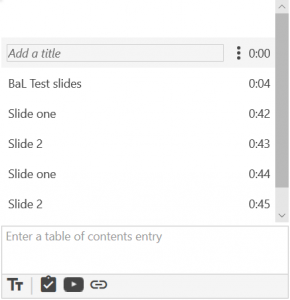 Add a title 0:00
BaL Test slides 0:04
Slide one 0:42
Slide 2 0:43
Slide one 0:44
Slide 2 0:45
Enter a table of contents entry
Tt